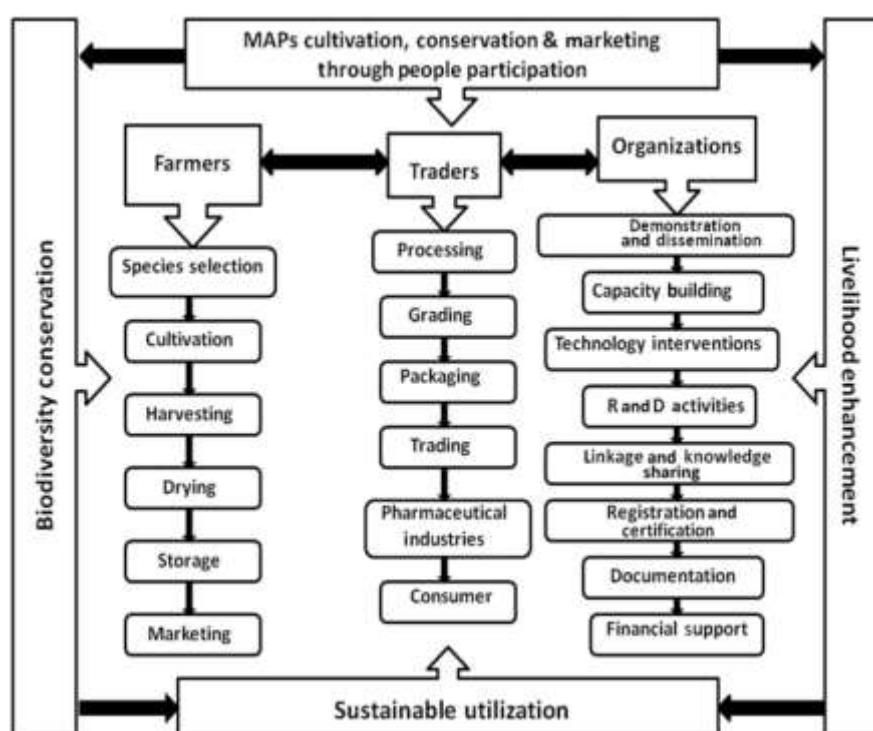 MAPs cultivation, conservation & marketing
through people participation
Farmers
Traders
Organizations
Species selection
Cultivation
Harvesting
Drying
Storage
Marketing
Processing
Grading
Packaging
Trading
Pharmaceutical
industries
Consumer
Demonstration
and dissemination
Capacity building
Technology interventions
R and D activities
Linkage and knowledge
sharing
Registration and
certification
Documentation
Financial support
Biodiversity conservation
Livelihood enhancement
Sustainable utilization